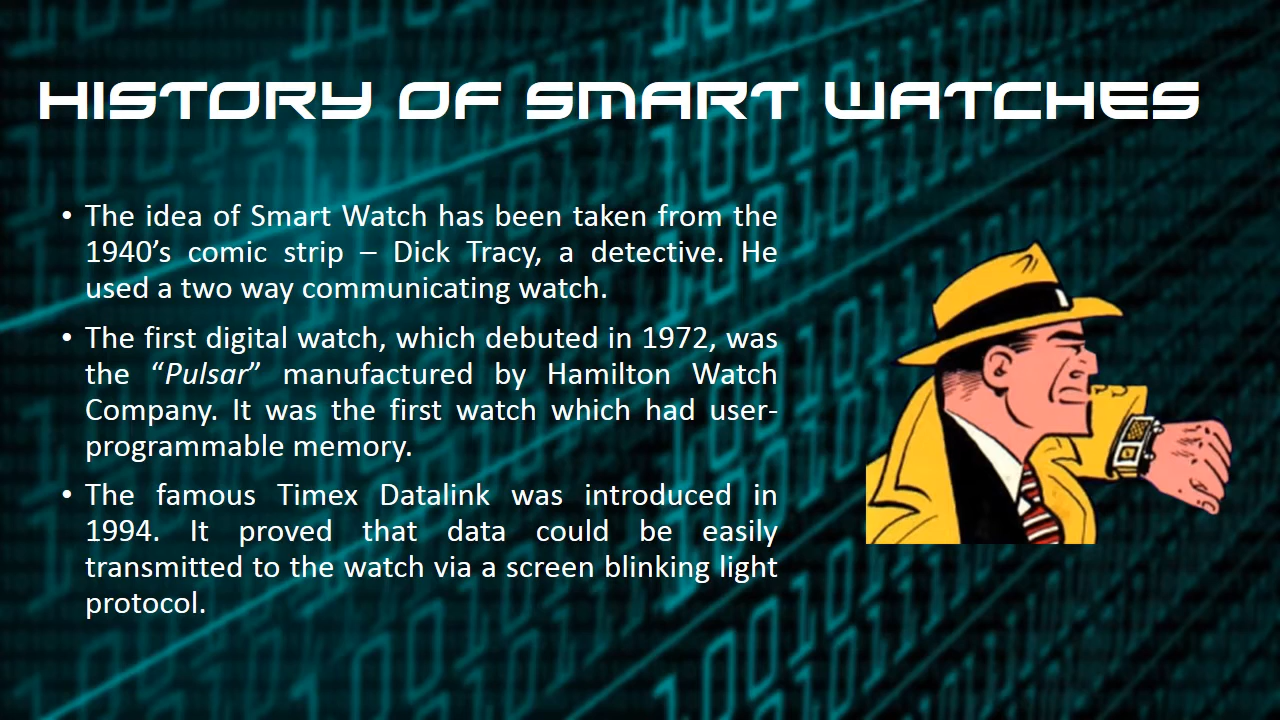 HISTORY OF SMART WATCHES
• The idea of Smart Watch has been taken from the
1940’s comic strip – Dick Tracy, a detective. He
used a two way communicating watch.
• The first digital watch, which debuted in 1972, was
the “Pulsar” manufactured by Hamilton Watch
Company. It was the first watch which had user-
programmable memory.
• The famous Timex Datalink was introduced in
1994. It proved that data could be easily
transmitted to the watch via a screen blinking light
protocol.